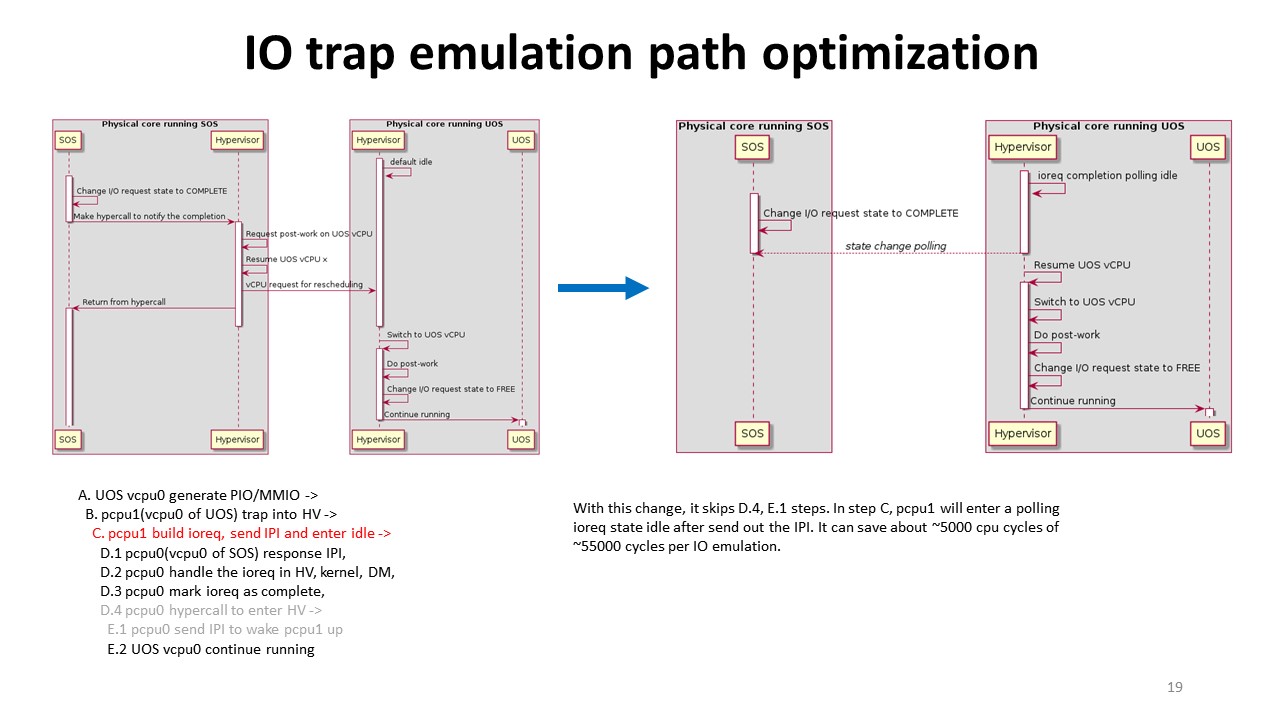 IO trap emulation path optimization
Physical core running SOS
SOS
Hypervisor
Change I/O request state to COMPLETE
Make hypercall to notify the completion
Request post-work on UOS vCPU
Resume UOS vCPU x
vCPU request for rescheduling
Return from hypercall
SOS
Hypervisor
Physical core running UOS
Hypervisor
UOS
default idle
Switch to UOS vCPU
Do post-work
Change I/O request state to FREE
Continue running
Hypervisor
UOS
Physical core running SOS
SOS
Change I/O request state to COMPLETE
state change polling
SOS
Physical core running UOS
Hypervisor
UOS
ioreq completion polling idle
Resume UOS vCPU
Switch to UOS vCPU
Do post-work
Change I/O request state to FREE
Continue running
Hypervisor
UOS
A. UOS vcpu0 generate PIO/MMIO ->
B. pcpu1(vcpu0 of UOS) trap into HV ->
C. pcpu1 build ioreq, send IPI and enter idle ->
D.1 pcpu0(vcpu0 of SOS) response IPI,
D.2 pcpu0 handle the ioreq in HV, kernel, DM,
D.3 pcpu0 mark ioreq as complete,
D.4 pcpu0 hypercall to enter HV ->
E.1 pcpu0 send IPI to wake pcpu1 up
E.2 UOS vcpu0 continue running
With this change, it skips D.4, E.1 steps. In step C, pcpu1 will enter a polling
ioreq state idle after send out the IPI. It can save about ~5000 cpu cycles of
~55000 cycles per IO emulation.
19